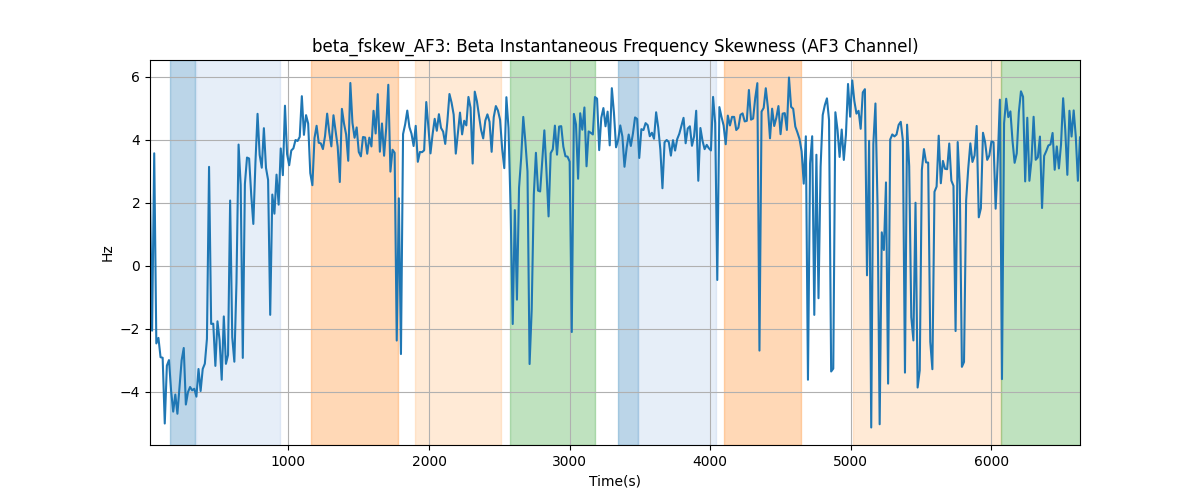 beta_fskew_AF3: Beta Instantaneous Frequency Skewness (AF3 Channel)
6
4
2
0
−2
−4
Hz
1000 2000 3000 4000 5000 6000
Time(s)